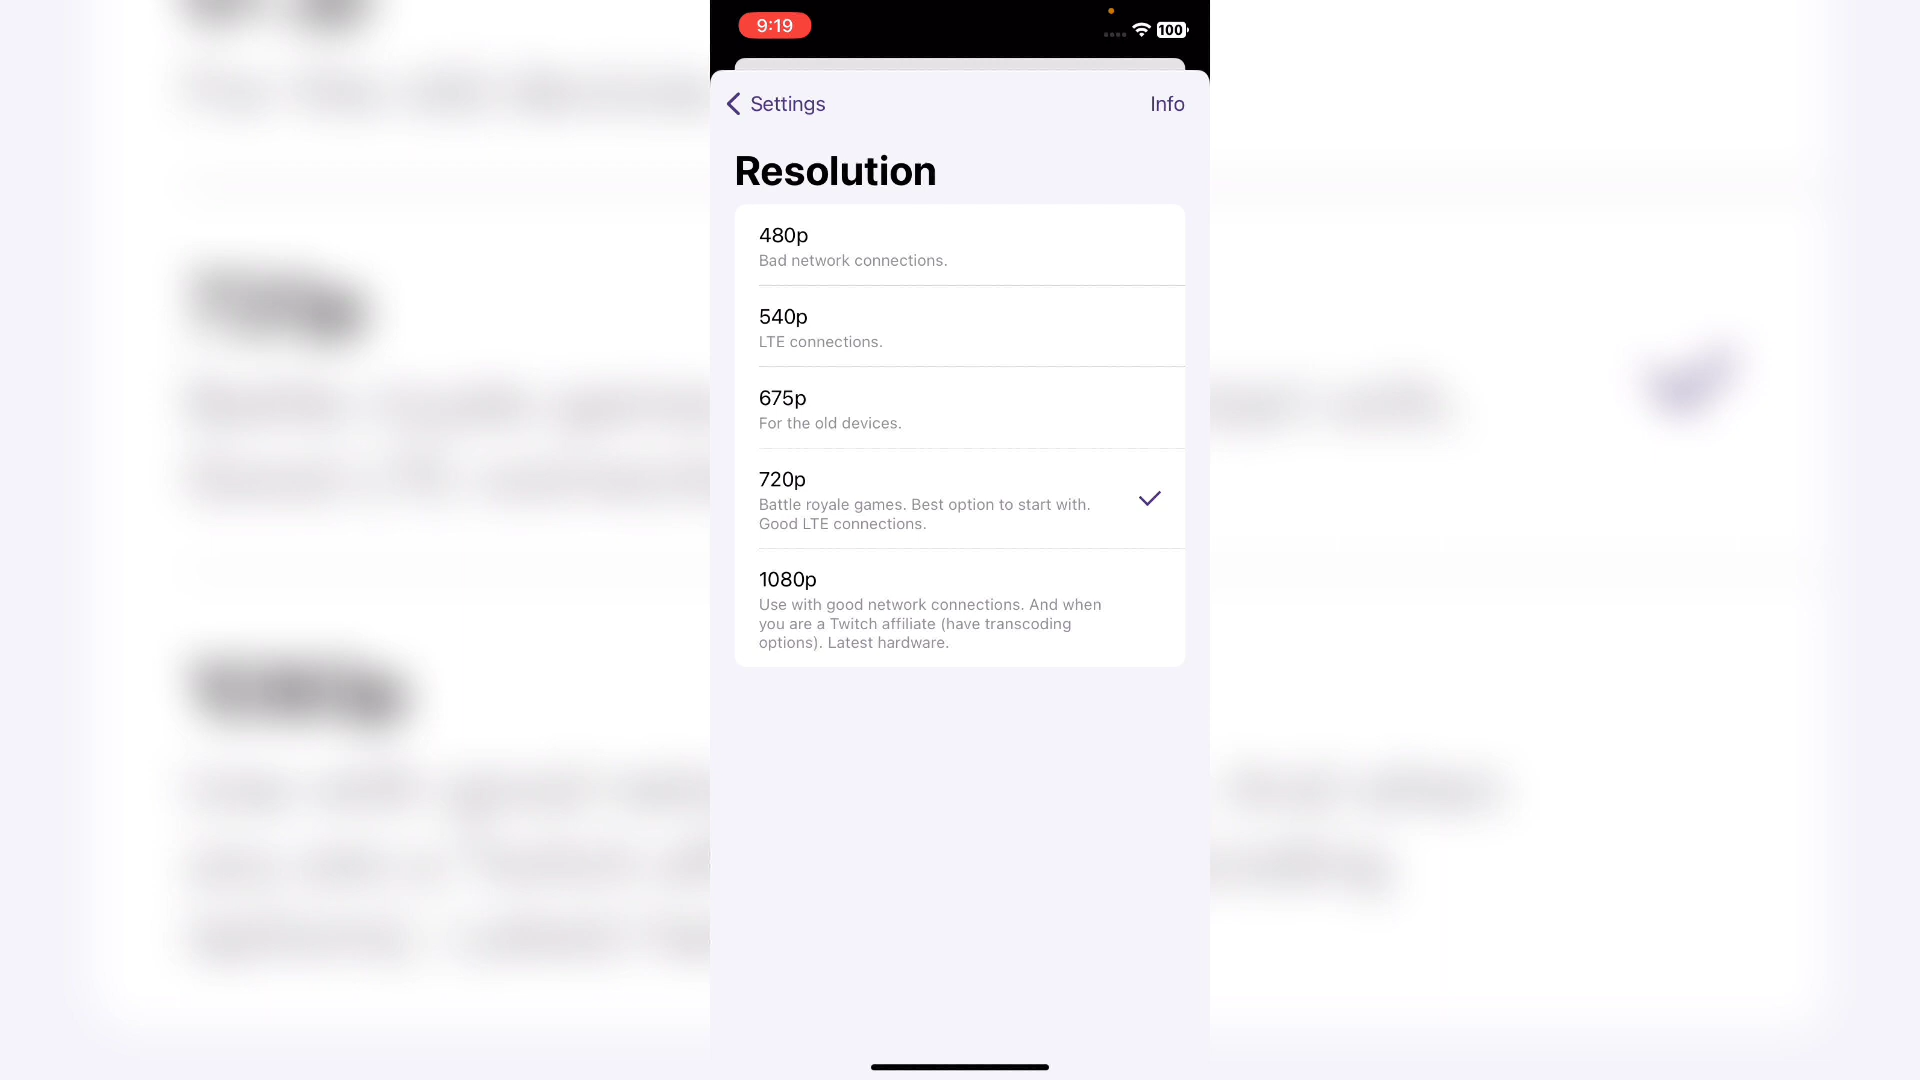 9:19
100
Settings
Info
Resolution
480p
Bad network connections.
540p
LTE connections.
675p
For the old devices.
720p
Battle royale games. Best option to start with.
Good LTE connections.
1080p
Use with good network connections. And when
you are a Twitch affiliate (have transcoding
options). Latest hardware.